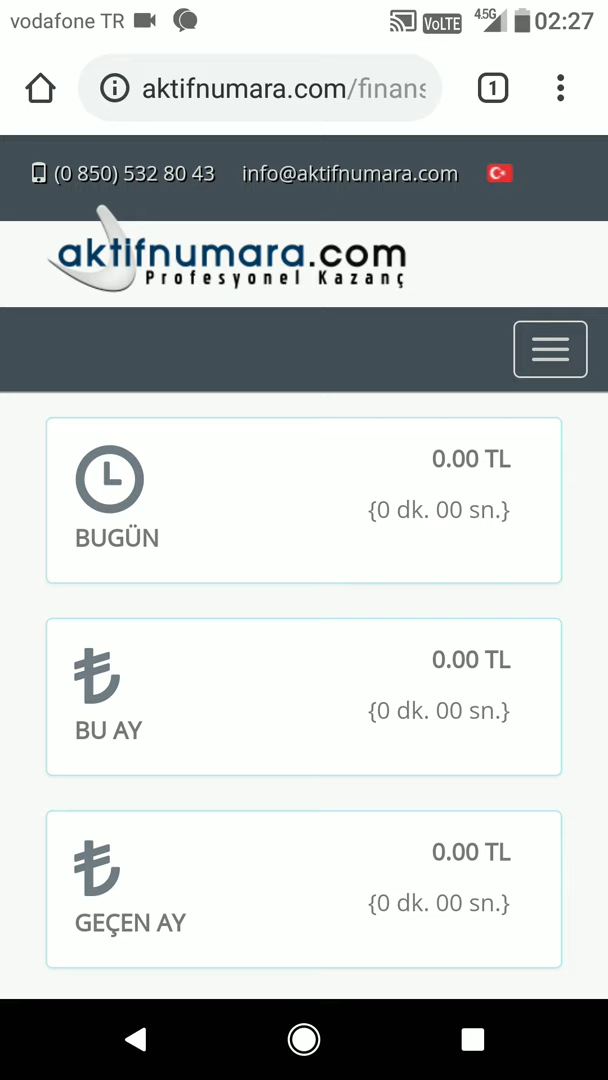 vodafone TR VoLTE 4.5G 02:27
aktifnumara.com/finans
1
(0 850) 532 80 43 info@aktifnumara.com
aktifnumara.com
Profesyonel Kazanç
0.00 TL
{0 dk. 00 sn.}
BUGÜN
0.00 TL
{0 dk. 00 sn.}
BU AY
0.00 TL
{0 dk. 00 sn.}
GEÇEN AY